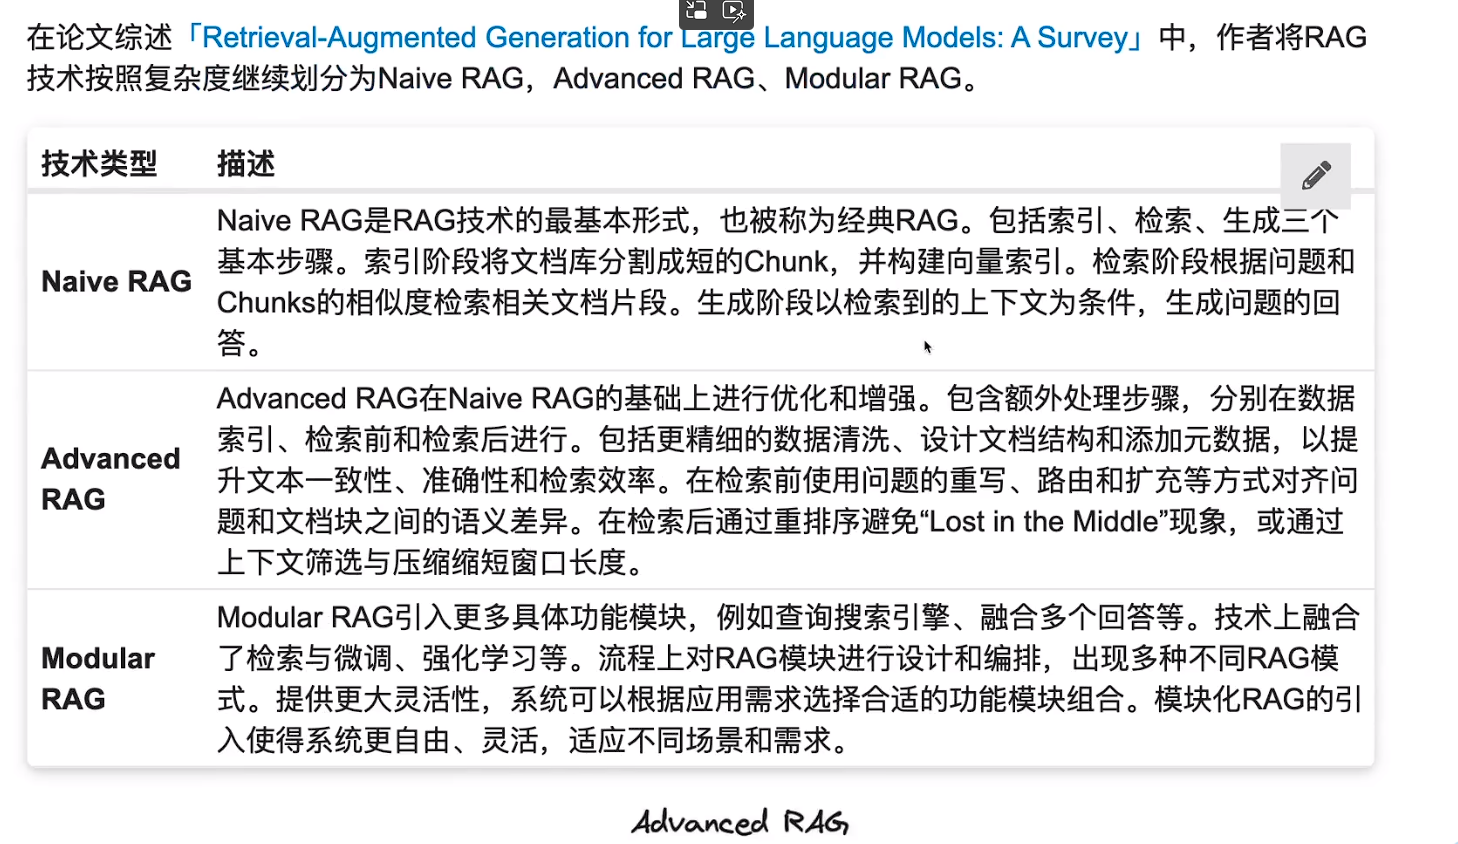 在论文综述「Retrieval-Augmented Generation for Large Language Models: A Survey」中，作者将RAG
技术按照复杂度继续划分为Naive RAG，Advanced RAG、Modular RAG。
技术类型 描述
Naive RAG
Naive RAG是RAG技术的最基本形式，也被称为经典RAG。包括索引、检索、生成三个
基本步骤。索引阶段将文档库分割成短的Chunk，并构建向量索引。检索阶段根据问题和
Chunks的相似度检索相关文档片段。生成阶段以检索到的上下文为条件，生成问题的回
答。
Advanced
RAG
Advanced RAG在Naive RAG的基础上进行优化和增强。包含额外处理步骤，分别在数据
索引、检索前和检索后进行。包括更精细的数据清洗、设计文档结构和添加元数据，以提
升文本一致性、准确性和检索效率。在检索前使用问题的重写、路由和扩充等方式对齐问
题和文档块之间的语义差异。在检索后通过重排序避免“Lost in the Middle”现象，或通过
上下文筛选与压缩缩短窗口长度。
Modular
RAG
Modular RAG引入更多具体功能模块，例如查询搜索引擎、融合多个回答等。技术上融合
了检索与微调、强化学习等。流程上对RAG模块进行设计和编排，出现多种不同RAG模
式。提供更大灵活性，系统可以根据应用需求选择合适的功能模块组合。模块化RAG的引
入使得系统更自由、灵活，适应不同场景和需求。
Advanced RAG